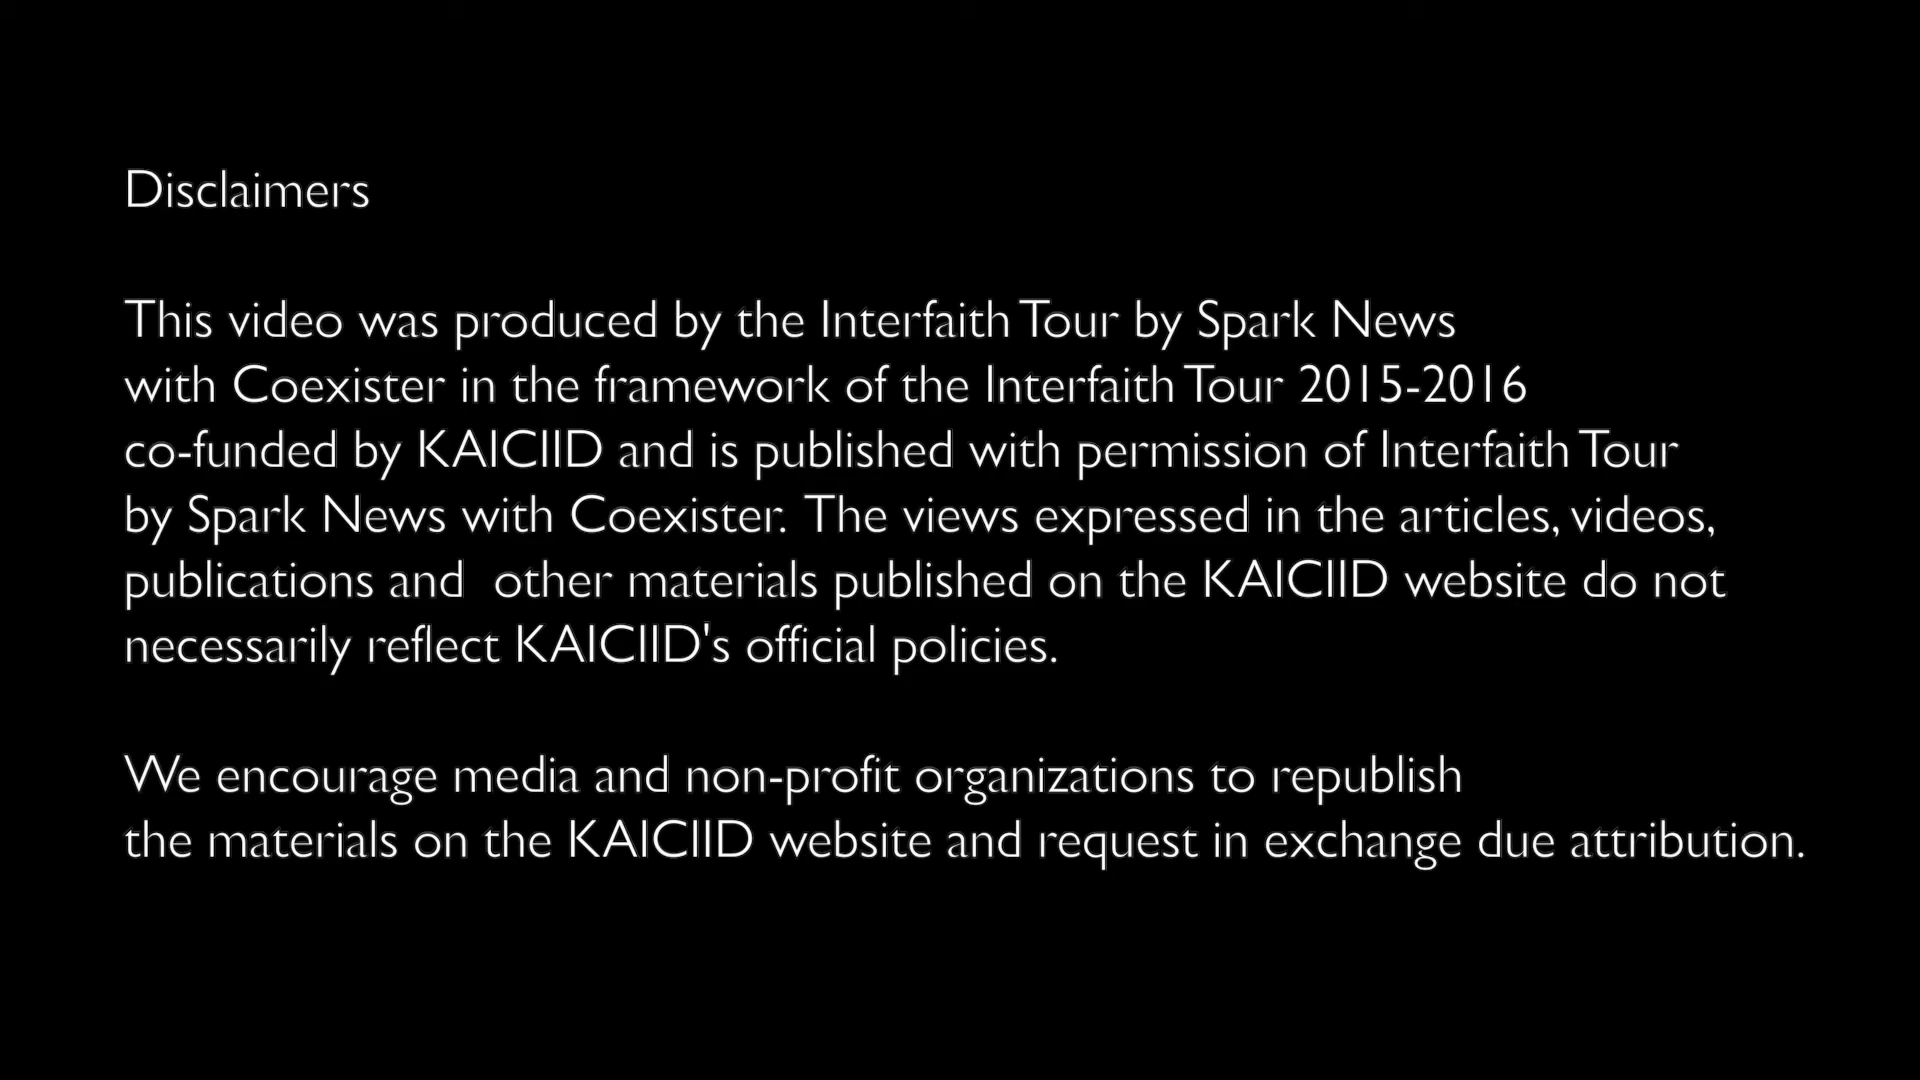 Disclaimers
This video was produced by the Interfaith Tour by Spark News
with Coexister in the framework of the Interfaith Tour 2015-2016
co-funded by KAICIID and is published with permission of Interfaith Tour
by Spark News with Coexister. The views expressed in the articles, videos,
publications and  other materials published on the KAICIID website do not
necessarily reflect KAICIID's official policies.
We encourage media and non-profit organizations to republish
the materials on the KAICIID website and request in exchange due attribution.